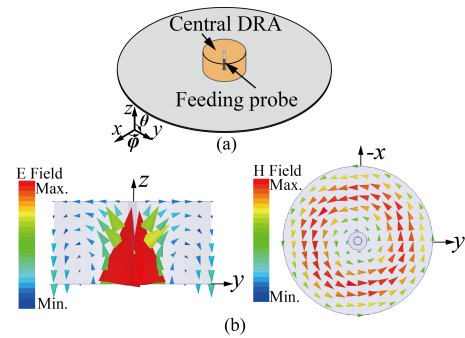 Central DRA
Feeding probe
z
θ
x
φ
y
(a)
E Field
Max.
Min.
z
y
H Field
Max.
Min.
-x
y
(b)